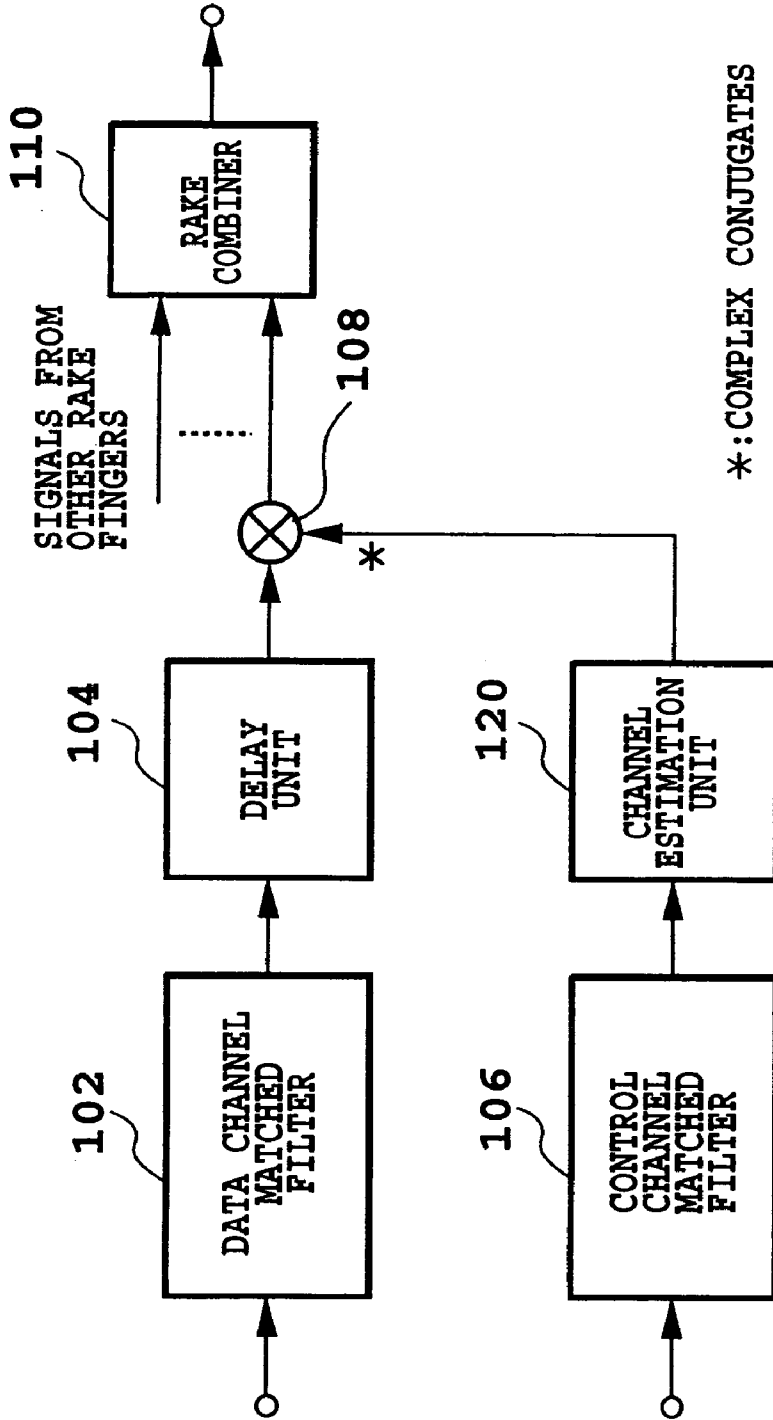 102
DATA CHANNEL
MATCHED
FILTER
104
DELAY
UNIT
SIGNALS FROM
OTHER RAKE
FINGERS
108
*
110
RAKE
COMBINER
106
CONTROL
CHANNEL
MATCHED
FILTER
120
CHANNEL
ESTIMATION
UNIT
*:COMPLEX CONJUGATES